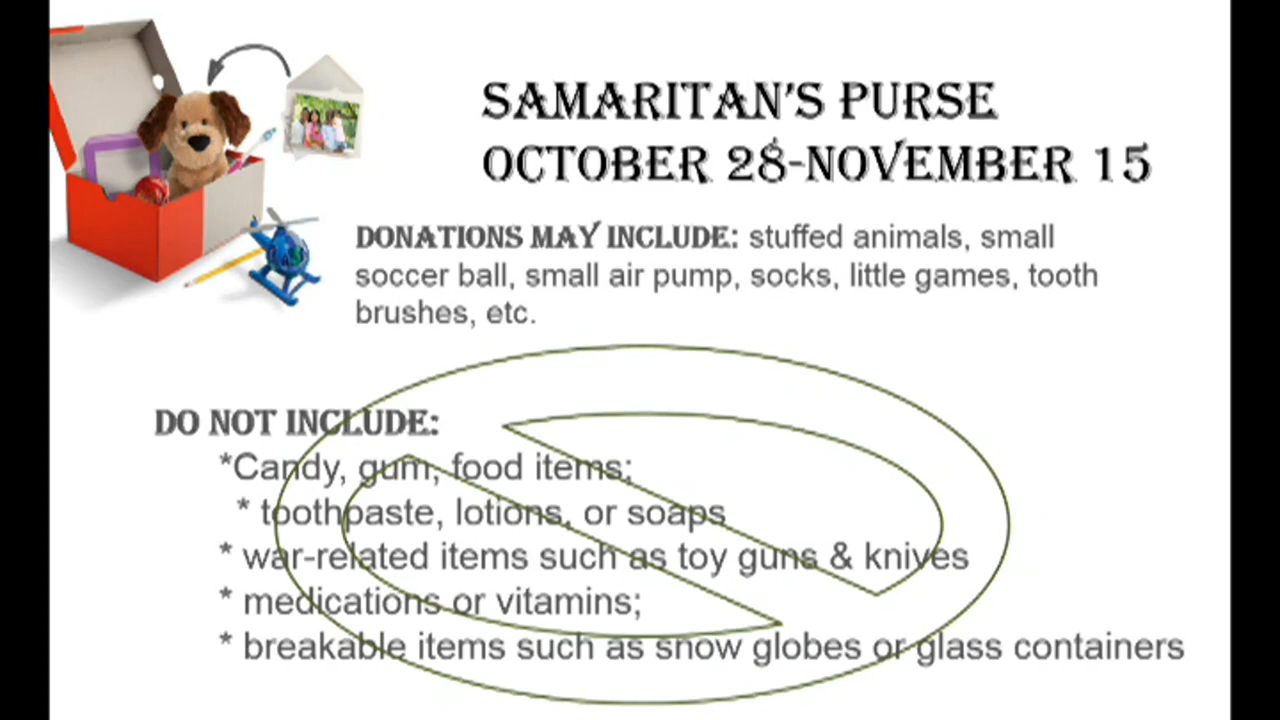 SAMARITAN'S PURSE
OCTOBER 28-NOVEMBER 15
DONATIONS MAY INCLUDE: stuffed animals, small
soccer ball, small air pump, socks, little games, tooth
brushes, etc.
DO NOT INCLUDE:
*Candy, gum, food items;
* toothpaste, lotions, or soaps
* war-related items such as toy guns & knives
* medications or vitamins;
* breakable items such as snow globes or glass containers